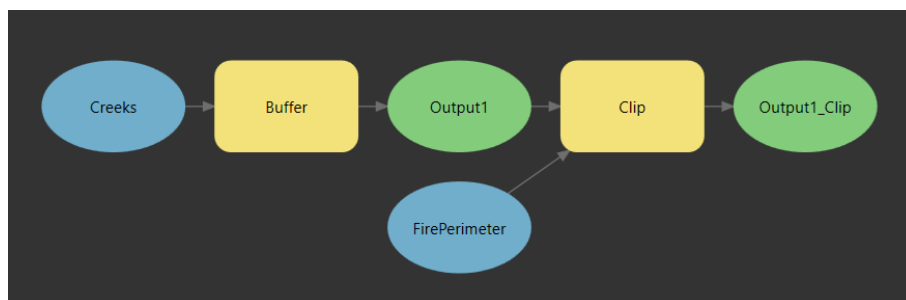 Creeks
Buffer
Output1
Clip
Output1_Clip
FirePerimeter